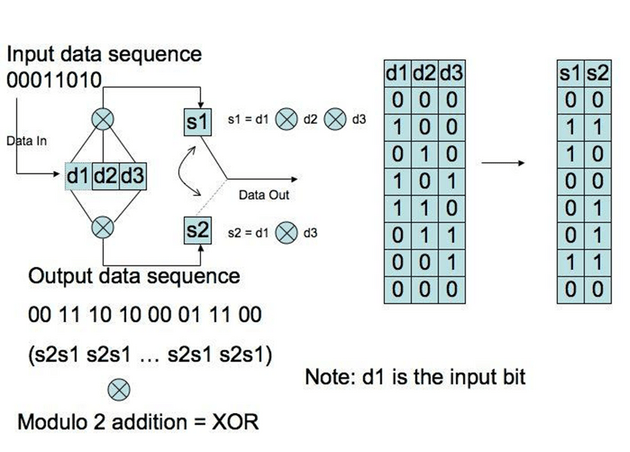 Input data sequence
00011010
Data In
d1 d2 d3
s1
s1 = d1 ⊗ d2 ⊗ d3
Data Out
s2
s2 = d1 ⊗ d3
Output data sequence
00 11 10 10 00 01 11 00
(s2s1 s2s1 … s2s1 s2s1)
⊗
Modulo 2 addition = XOR
d1 d2 d3 s1 s2
0 0 0 0 0
1 0 0 1 1
0 1 0 1 0
1 0 1 0 0
1 1 0 0 1
0 1 1 0 1
0 0 1 1 1
0 0 0 0 0
Note: d1 is the input bit